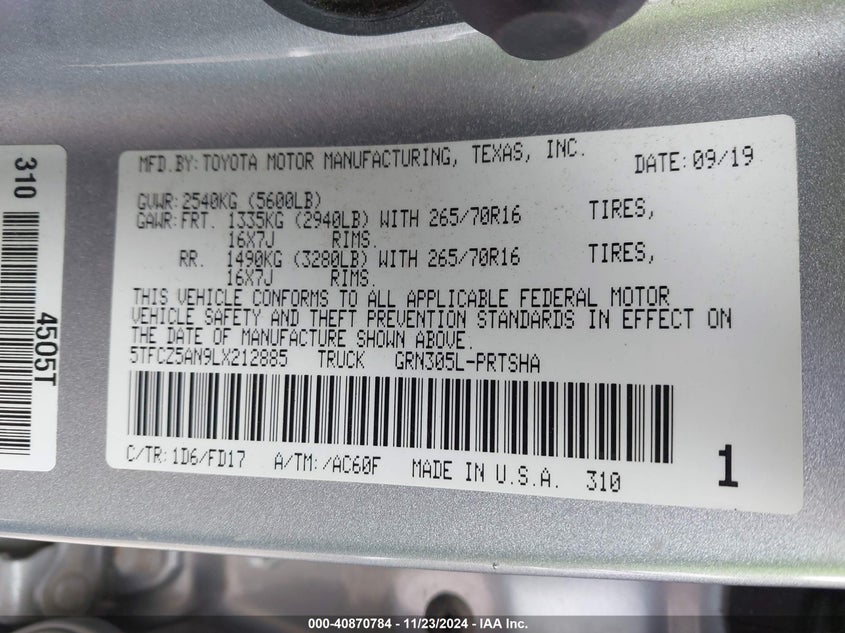 310
4505T
MFD.BY:TOYOTA MOTOR MANUFACTURING, TEXAS, INC. DATE:09/19
GVWR:2540KG (5600LB)
GAWR:FRT. 1335KG (2940LB) WITH 265/70R16 TIRES,
16X7J RIMS.
RR. 1490KG (3280LB) WITH 265/70R16 TIRES,
16X7J RIMS.
THIS VEHICLE CONFORMS TO ALL APPLICABLE FEDERAL MOTOR
VEHICLE SAFETY AND THEFT PREVENTION STANDARDS IN EFFECT ON
THE DATE OF MANUFACTURE SHOWN ABOVE.
5TFCZ5AN9LX212885 TRUCK GRN305L-PRTSHA
C/TR:1D6/FD17 A/TM:/AC60F MADE IN U.S.A. 310
1
000-40870784 - 11/23/2024 - IAA Inc.